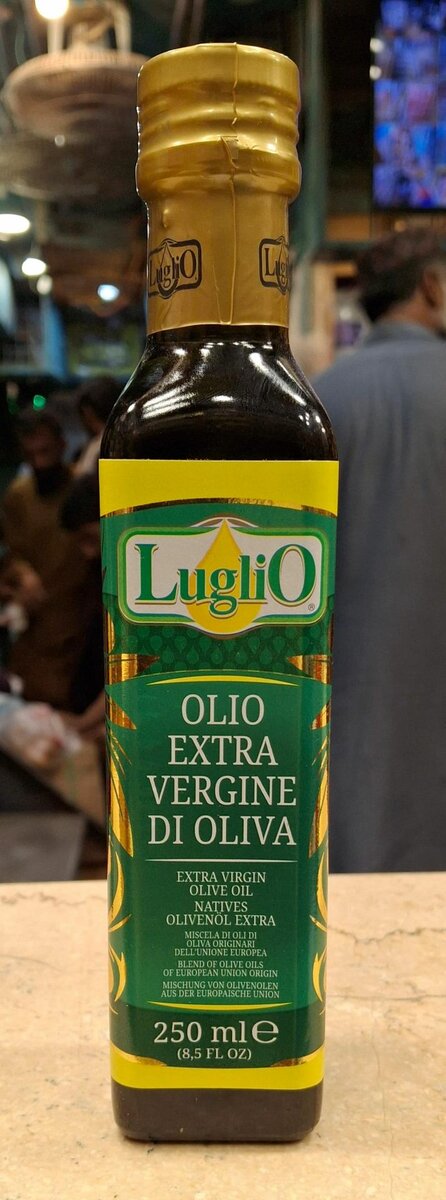 LugliO
LugliO
LugliO®
OLIO
EXTRA
VERGINE
DI OLIVA
EXTRA VIRGIN
OLIVE OIL
NATIVES
OLIVENÖL EXTRA
MISCELA DI OLI DI
OLIVA ORIGINARI
DELL'UNIONE EUROPEA
BLEND OF OLIVE OILS
OF EUROPEAN UNION ORIGIN
MISCHUNG VON OLIVENOLEN
AUS DER EUROPAISCHE UNION
250 ml℮
(8,5 FL OZ)